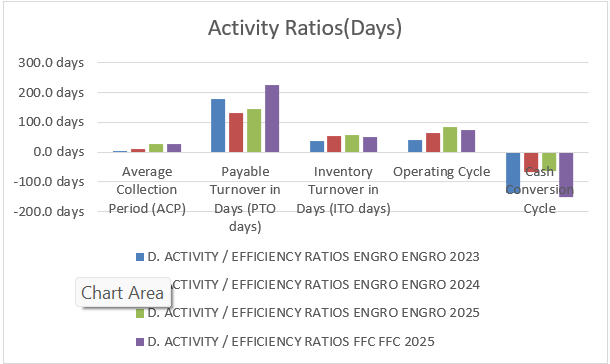 Activity Ratios(Days)
300.0 days
200.0 days
100.0 days
0.0 days
-100.0 days
-200.0 days
Average
Collection
Period (ACP)
Payable
Turnover in
Days (PTO
days)
Inventory
Turnover in
Days (ITO days)
Operating Cycle
Cash
Conversion
Cycle
D. ACTIVITY / EFFICIENCY RATIOS ENGRO ENGRO 2023
ACTIVITY / EFFICIENCY RATIOS ENGRO ENGRO 2024
Chart Area
D. ACTIVITY / EFFICIENCY RATIOS ENGRO ENGRO 2025
D. ACTIVITY / EFFICIENCY RATIOS FFC FFC 2025